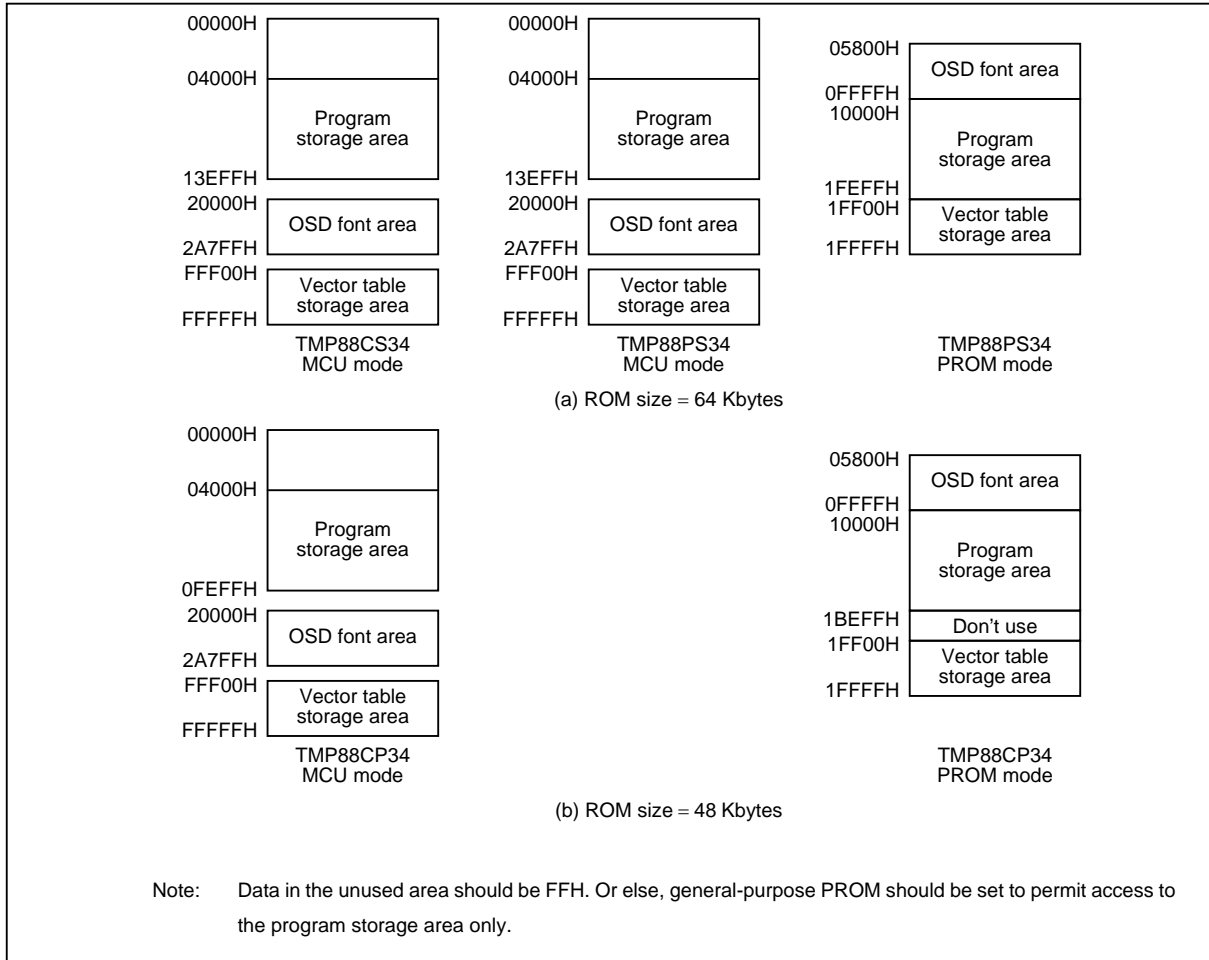 00000H
04000H
Program
storage area
13EFFH
20000H
OSD font area
2A7FFH
FFF00H
Vector table
storage area
FFFFFH
TMP88CS34
MCU mode
00000H
04000H
Program
storage area
13EFFH
20000H
OSD font area
2A7FFH
FFF00H
Vector table
storage area
FFFFFH
TMP88PS34
MCU mode
05800H
OSD font area
0FFFFH
10000H
Program
storage area
1FEFFH
1FF00H
Vector table
storage area
1FFFFH
TMP88PS34
PROM mode
(a) ROM size = 64 Kbytes
00000H
04000H
Program
storage area
0FEFFH
20000H
OSD font area
2A7FFH
FFF00H
Vector table
storage area
FFFFFH
TMP88CP34
MCU mode
05800H
OSD font area
0FFFFH
10000H
Program
storage area
1BEFFH
Don't use
1FF00H
Vector table
storage area
1FFFFH
TMP88CP34
PROM mode
(b) ROM size = 48 Kbytes
Note: Data in the unused area should be FFH. Or else, general-purpose PROM should be set to permit access to
the program storage area only.